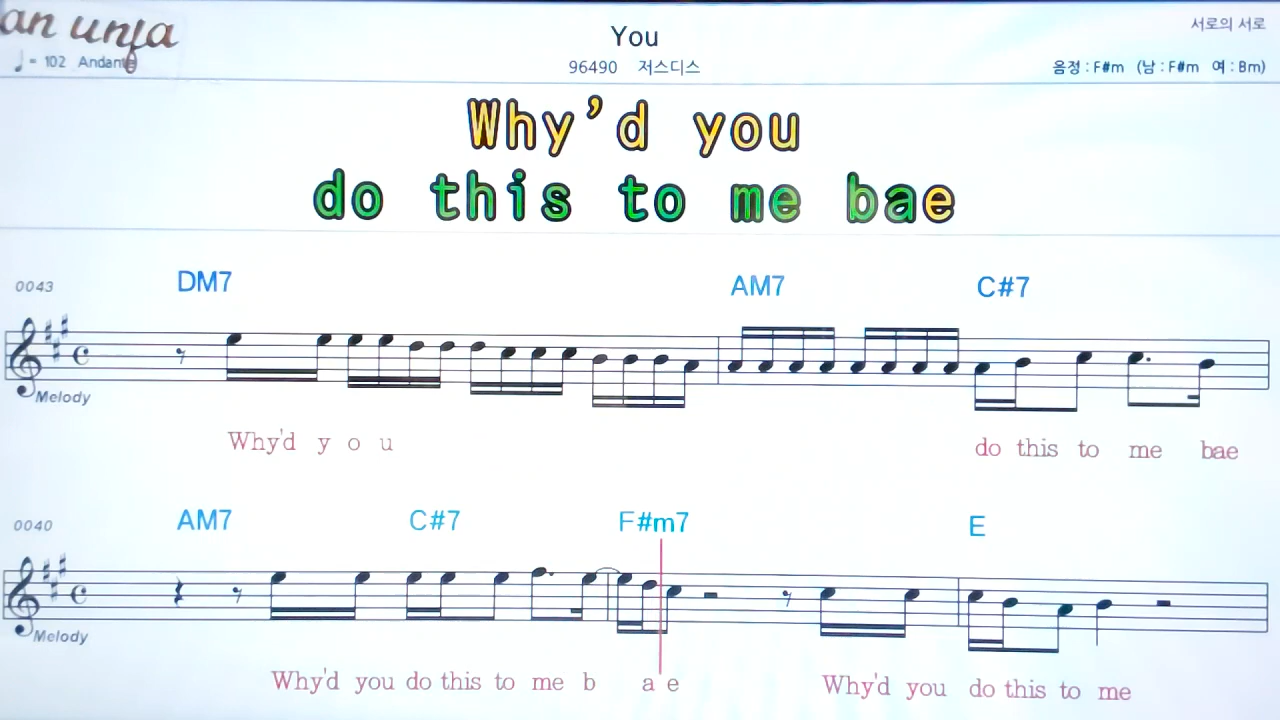 an unfa
You
서로의 서로
♩= 102 Andante
96490 저스디스
음정 : F#m (남 : F#m 여 : Bm)
Why'd you
do this to me bae
0043
DM7 AM7 C#7
Melody
Why'd y o u do this to me bae
0040
AM7 C#7 F#m7 E
Melody
Why'd you do this to me b a e Why'd you do this to me